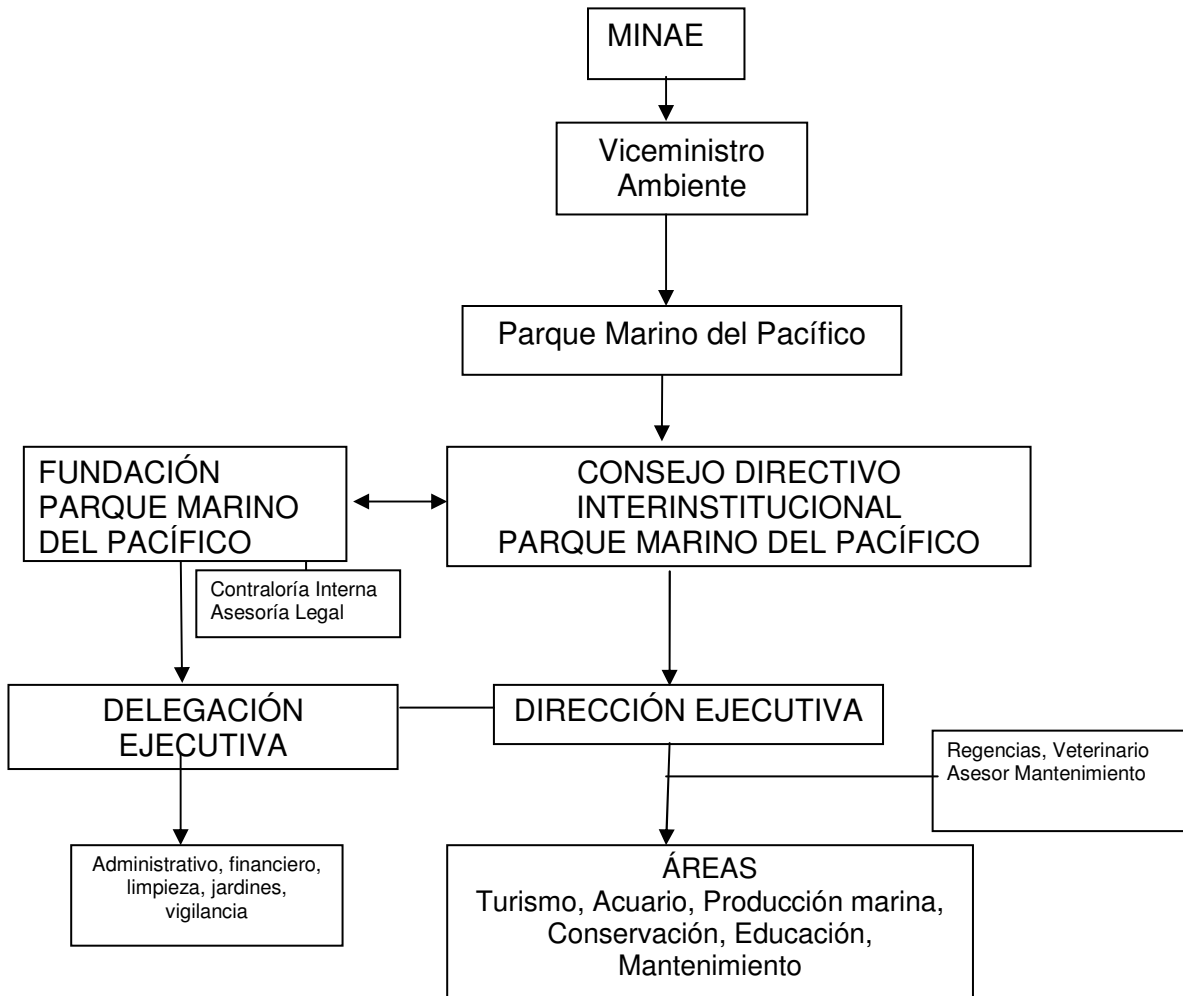 MINAE
Viceministro
Ambiente
Parque Marino del Pacífico
FUNDACIÓN
PARQUE MARINO
DEL PACÍFICO
CONSEJO DIRECTIVO
INTERINSTITUCIONAL
PARQUE MARINO DEL PACÍFICO
Contraloría Interna
Asesoría Legal
DELEGACIÓN
EJECUTIVA
DIRECCIÓN EJECUTIVA
Regencias, Veterinario
Asesor Mantenimiento
Administrativo, financiero,
limpieza, jardines,
vigilancia
ÁREAS
Turismo, Acuario, Producción marina,
Conservación, Educación,
Mantenimiento